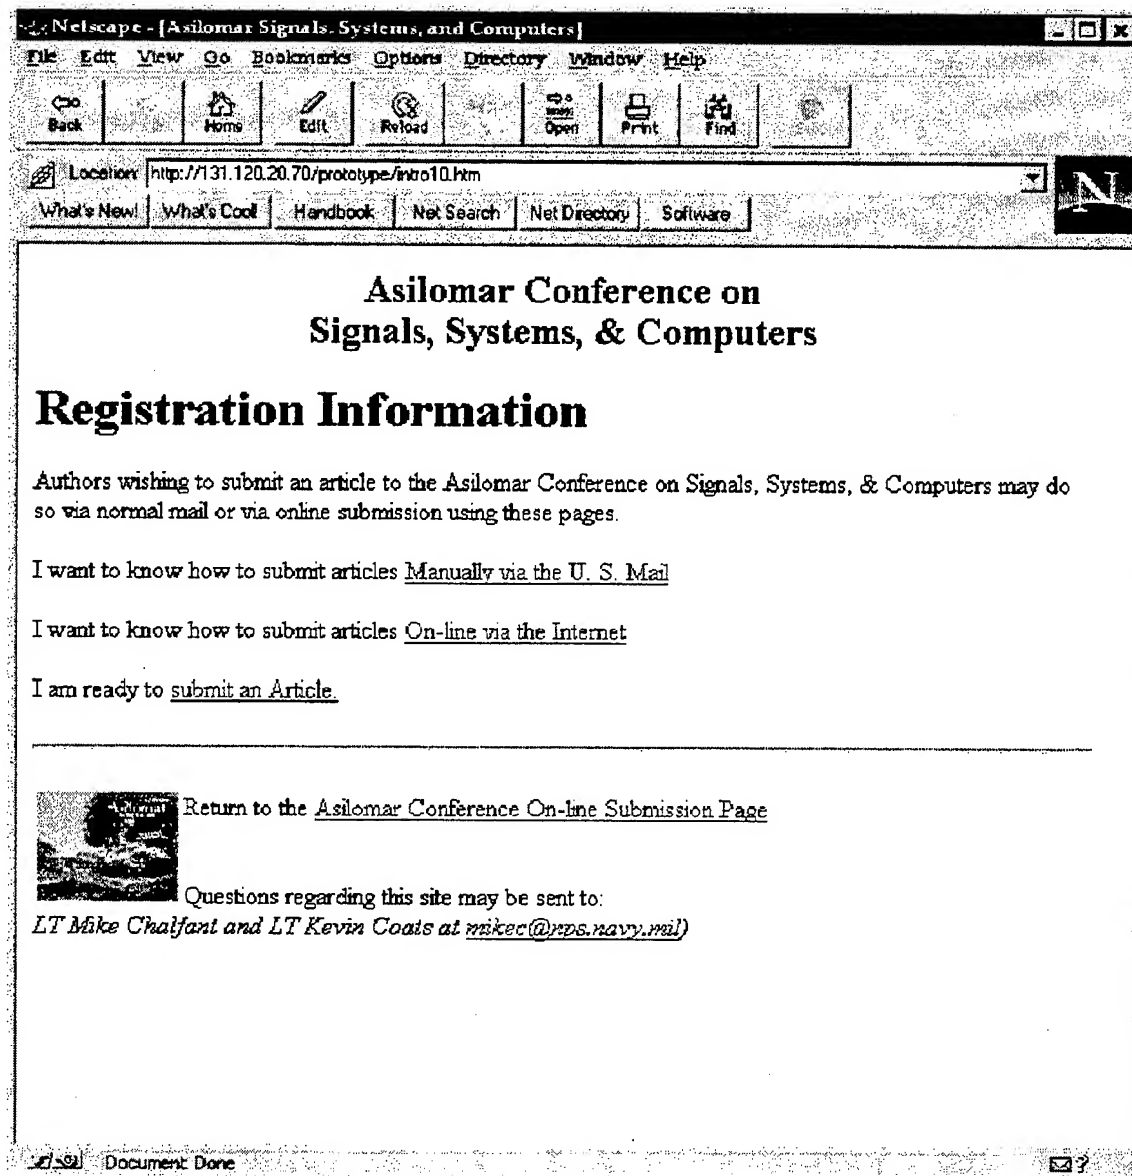 Netscape - [Asilomar Signals, Systems, and Computers]
File Edit View Go Bookmarks Options Directory Window Help
Back Home Edit Reload Open Print Find
Location: http://131.120.20.70/prototype/intro10.htm
N
What's New! What's Cool Handbook Net Search Net Directory Software
Asilomar Conference on
Signals, Systems, & Computers
Registration Information
Authors wishing to submit an article to the Asilomar Conference on Signals, Systems, & Computers may do
so via normal mail or via online submission using these pages.
I want to know how to submit articles Manually via the U. S. Mail
I want to know how to submit articles On-line via the Internet
I am ready to submit an Article.
Return to the Asilomar Conference On-line Submission Page
Questions regarding this site may be sent to:
LT Mike Chalfant and LT Kevin Coats at mikec@nps.navy.mil)
Document: Done